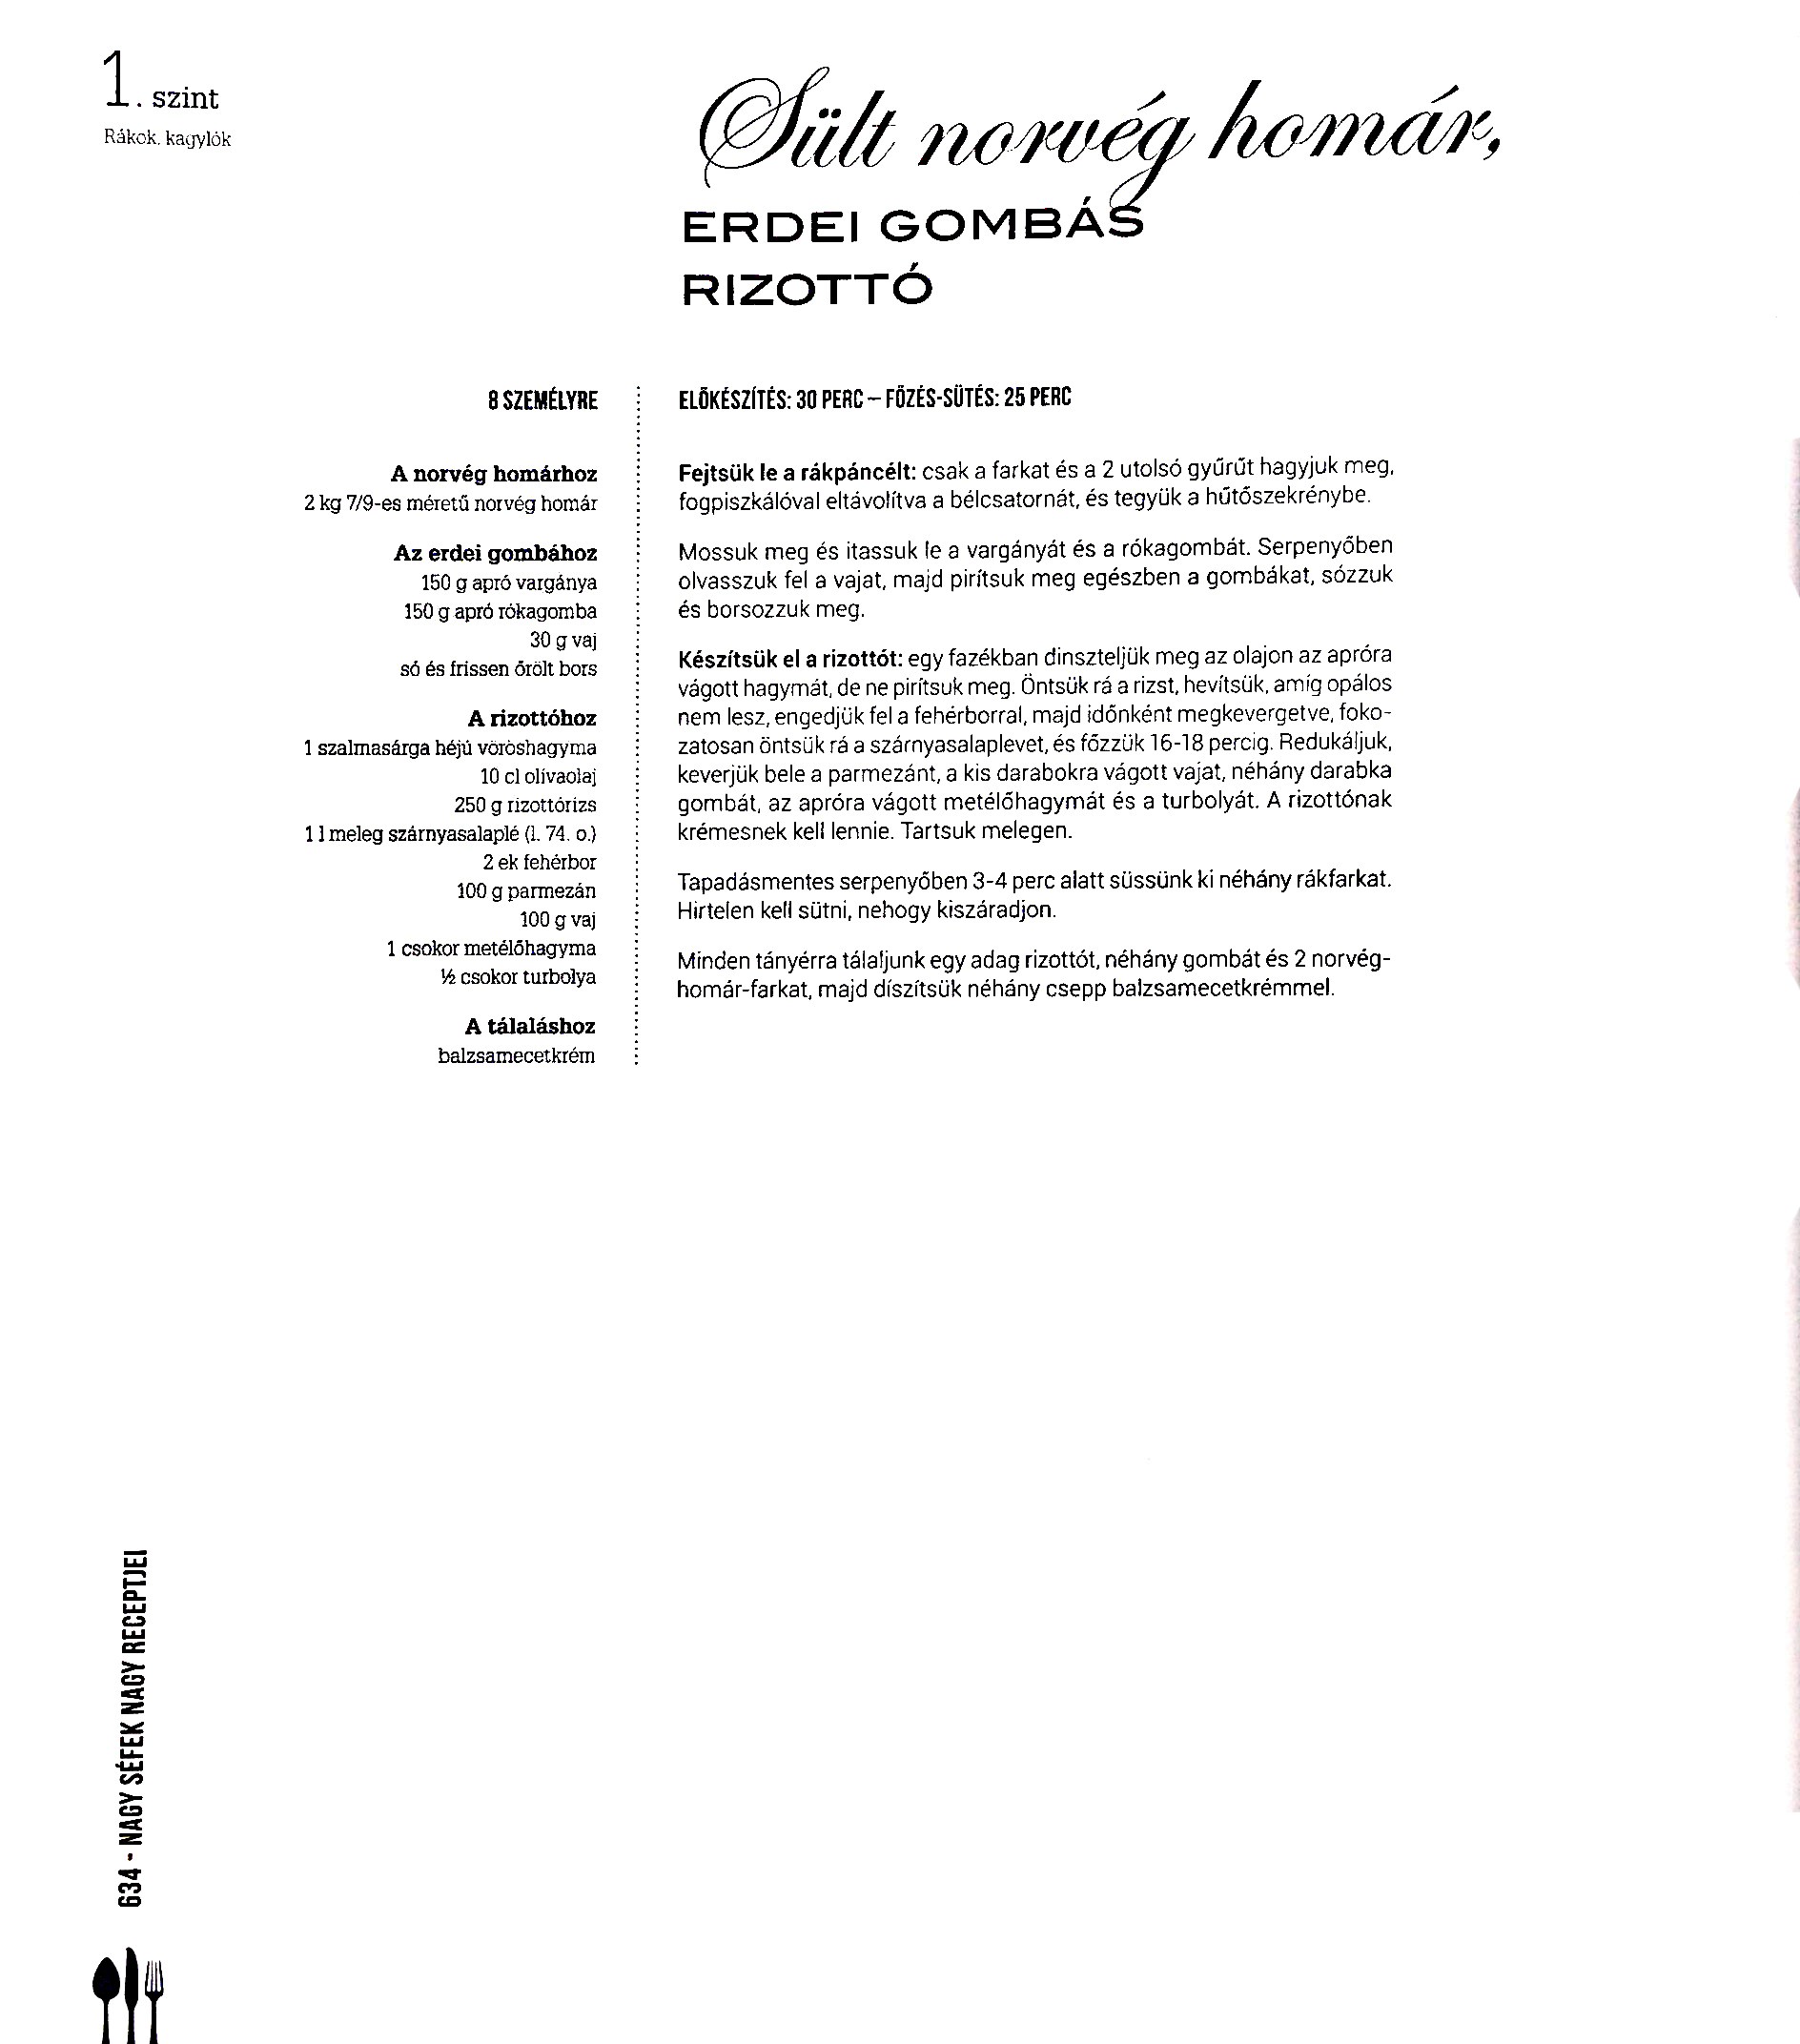 1. szint
Rákok, kagylók
Sült norvég homár,
ERDEI GOMBÁS
RIZOTTÓ
8 SZEMÉLYRE
A norvég homárhoz
2 kg 7/9-es méretű norvég homár
Az erdei gombához
150 g apró vargánya
150 g apró rókagomba
30 g vaj
só és frissen őrölt bors
A rizottóhoz
1 szalmasárga héjú vöröshagyma
10 cl olívaolaj
250 g rizottórizs
1 l meleg szárnyasalaplé (l. 74. o.)
2 ek fehérbor
100 g parmezán
100 g vaj
1 csokor metélőhagyma
½ csokor turbolya
A tálaláshoz
balzsamecetkrém
ELŐKÉSZÍTÉS: 30 PERC – FŐZÉS-SÜTÉS: 25 PERC
Fejtsük le a rákpáncélt: csak a farkat és a 2 utolsó gyűrűt hagyjuk meg,
fogpiszkálóval eltávolítva a bélcsatornát, és tegyük a hűtőszekrénybe.
Mossuk meg és itassuk le a vargányát és a rókagombát. Serpenyőben
olvasszuk fel a vajat, majd pirítsuk meg egészben a gombákat, sózzuk
és borsozzuk meg.
Készítsük el a rizottót: egy fazékban dinszteljük meg az olajon az apróra
vágott hagymát, de ne pirítsuk meg. Öntsük rá a rizst, hevítsük, amíg opálos
nem lesz, engedjük fel a fehérborral, majd időnként megkevergetve, foko-
zatosan öntsük rá a szárnyasalaplevet, és főzzük 16-18 percig. Redukáljuk,
keverjük bele a parmezánt, a kis darabokra vágott vajat, néhány darabka
gombát, az apróra vágott metélőhagymát és a turbolyát. A rizottónak
krémesnek kell lennie. Tartsuk melegen.
Tapadásmentes serpenyőben 3-4 perc alatt süssünk ki néhány rákfarkat.
Hirtelen kell sütni, nehogy kiszáradjon.
Minden tányérra tálaljunk egy adag rizottót, néhány gombát és 2 norvég-
homár-farkat, majd díszítsük néhány csepp balzsamecetkrémmel.
634 • NAGY SÉFEK NAGY RECEPTJEI